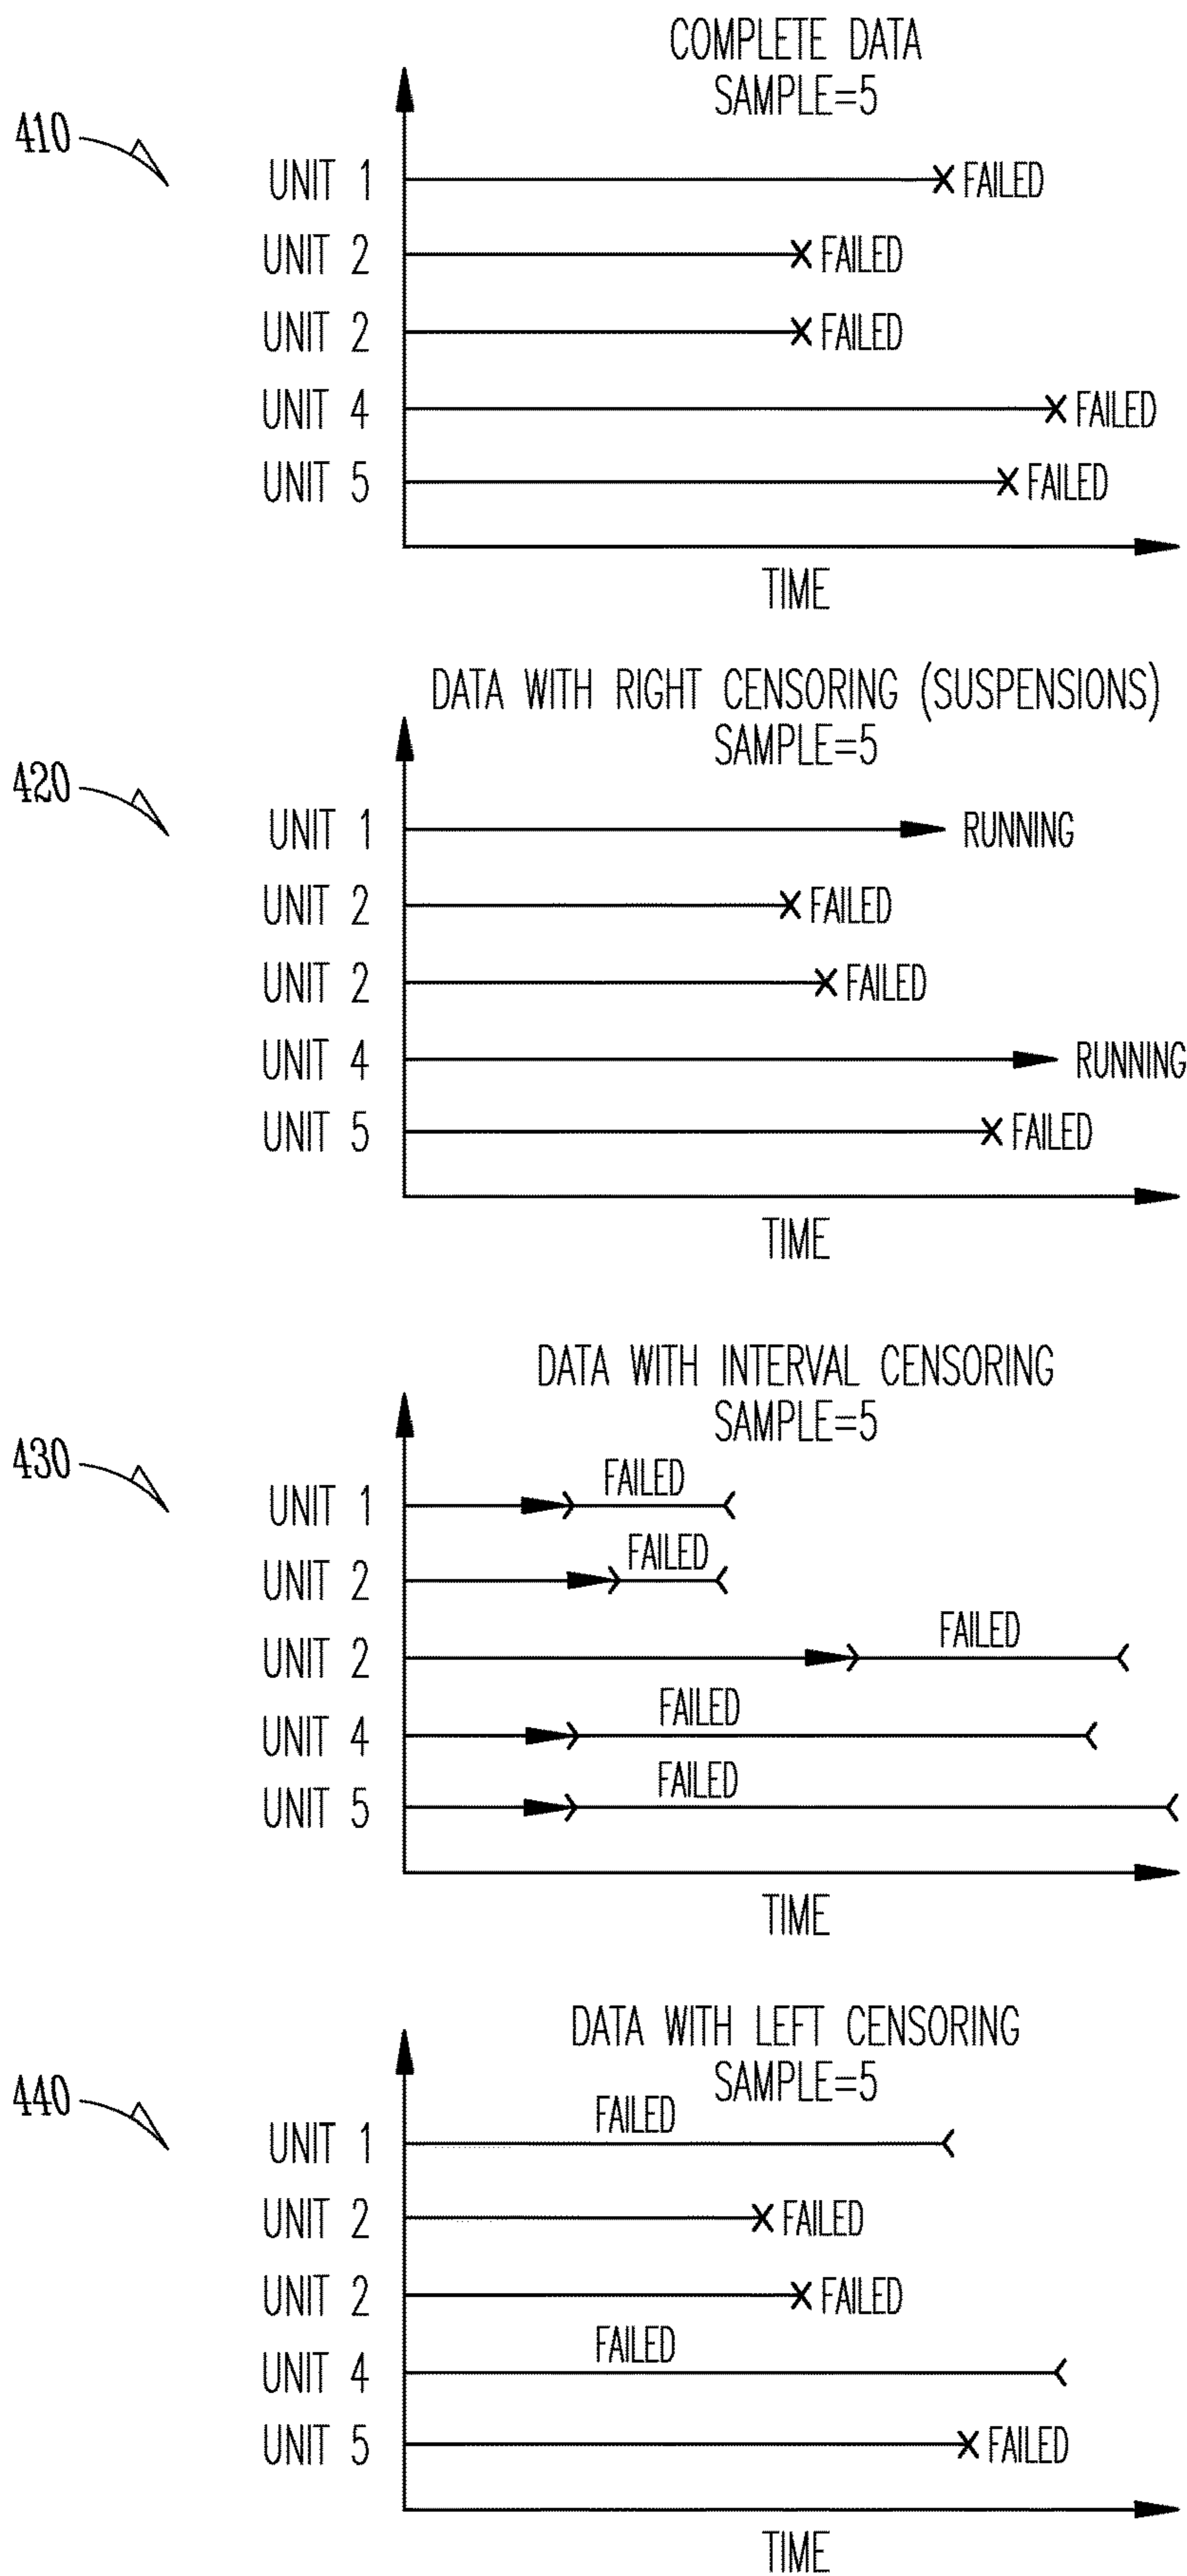 COMPLETE DATA
SAMPLE=5
410
UNIT 1 FAILED
UNIT 2 FAILED
UNIT 2 FAILED
UNIT 4 FAILED
UNIT 5 FAILED
TIME
DATA WITH RIGHT CENSORING (SUSPENSIONS)
SAMPLE=5
420
UNIT 1 RUNNING
UNIT 2 FAILED
UNIT 2 FAILED
UNIT 4 RUNNING
UNIT 5 FAILED
TIME
DATA WITH INTERVAL CENSORING
SAMPLE=5
430
UNIT 1 FAILED
UNIT 2 FAILED
UNIT 2 FAILED
UNIT 4 FAILED
UNIT 5 FAILED
TIME
DATA WITH LEFT CENSORING
SAMPLE=5
440
UNIT 1 FAILED
UNIT 2 FAILED
UNIT 2 FAILED
UNIT 4 FAILED
UNIT 5 FAILED
TIME